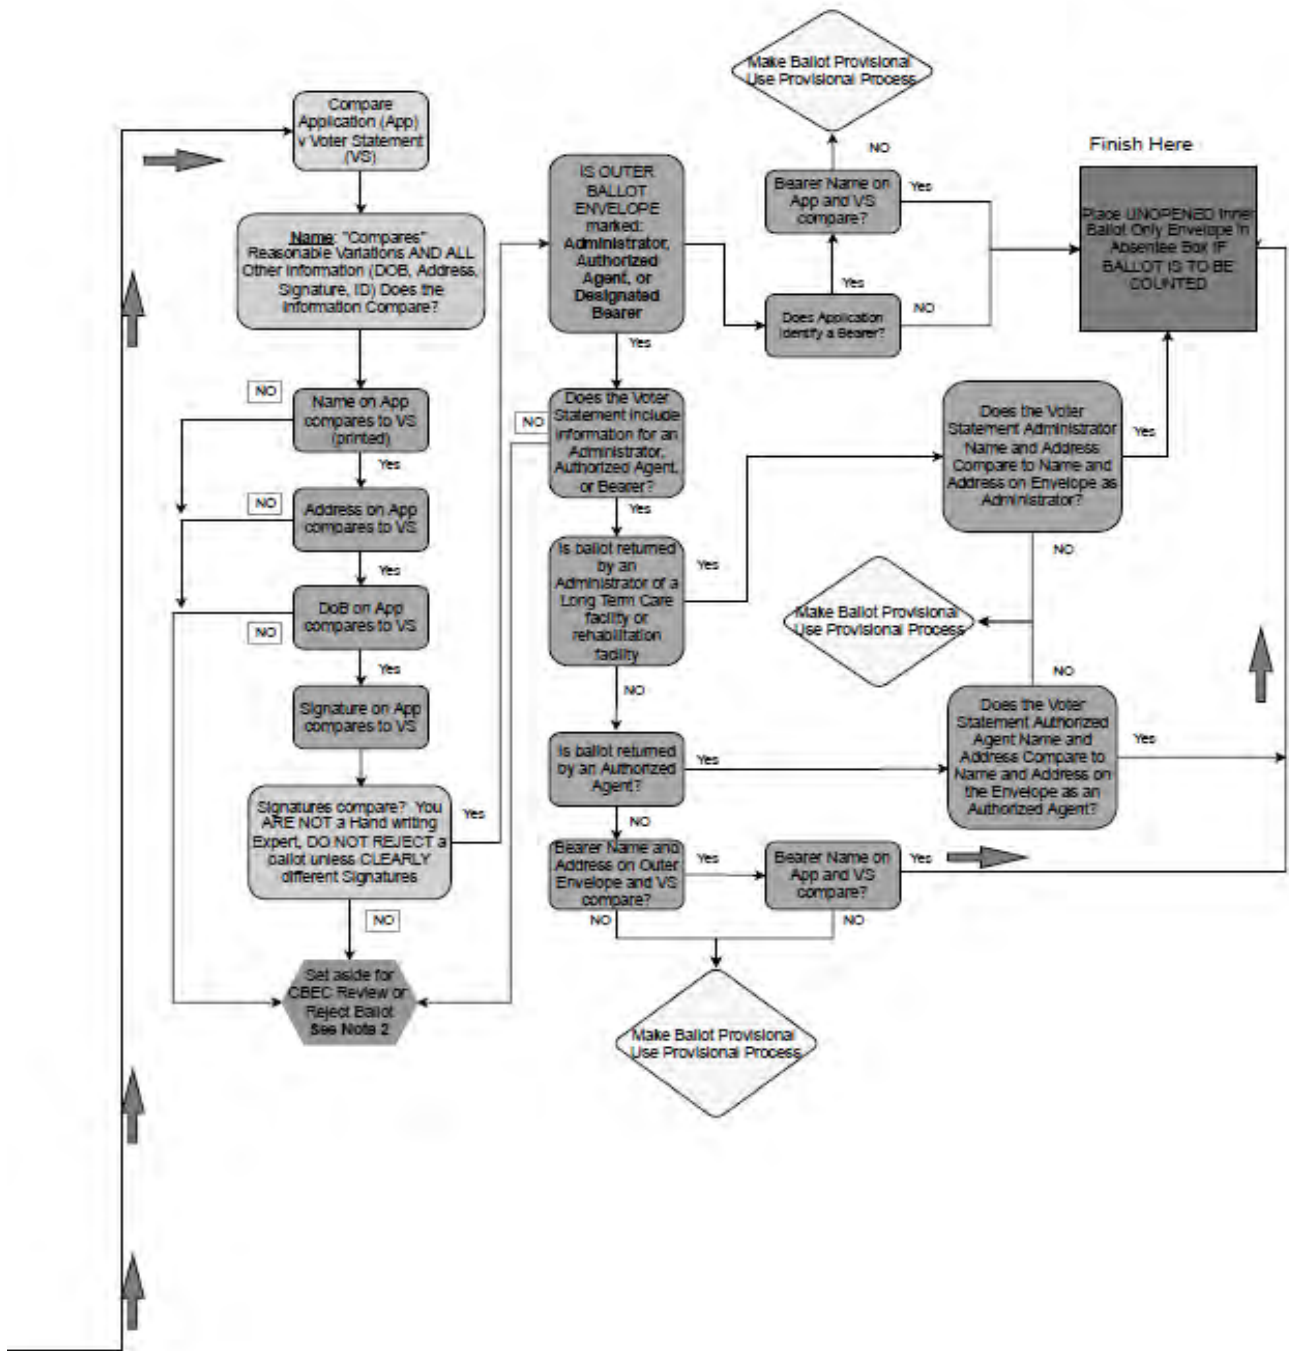 Make Ballot Provisional
Use Provisional Process
Compare
Application (App)
v Voter Statement
(VS)
Finish Here
NO
IS OUTER
BALLOT
ENVELOPE
marked:
Administrator,
Authorized
Agent, or
Designated
Bearer
Bearer Name on
App and VS
compare?
Yes
Place UNOPENED Inner
Ballot Only Envelope in
Absentee Box IF
BALLOT IS TO BE
COUNTED
Name: "Compares"
Reasonable Variations AND ALL
Other Information (DOB, Address,
Signature, ID) Does the
Information Compare?
Yes
Does Application
Identify a Bearer?
NO
Yes
NO
Name on App
compares to VS
(printed)
Yes
NO
Does the Voter
Statement include
information for an
Administrator,
Authorized Agent,
or Bearer?
Yes
Does the Voter
Statement Administrator
Name and Address
Compare to Name and
Address on Envelope as
Administrator?
Yes
NO
NO
Address on App
compares to VS
Yes
Is ballot returned
by an
Administrator of a
Long Term Care
facility or
rehabilitation
facility
Yes
NO
NO
DoB on App
compares to VS
Yes
Make Ballot Provisional
Use Provisional Process
NO
Signature on App
compares to VS
Is ballot returned
by an Authorized
Agent?
Yes
NO
Does the Voter
Statement Authorized
Agent Name and
Address Compare to
Name and Address on
the Envelope as an
Authorized Agent?
Yes
Signatures compare? You
ARE NOT a Hand writing
Expert, DO NOT REJECT a
ballot unless CLEARLY
different Signatures
Yes
NO
Bearer Name and
Address on Outer
Envelope and VS
compare?
Yes
NO
Bearer Name on
App and VS
compare?
Yes
NO
Set aside for
CBEC Review or
Reject Ballot
See Note 2
Make Ballot Provisional
Use Provisional Process